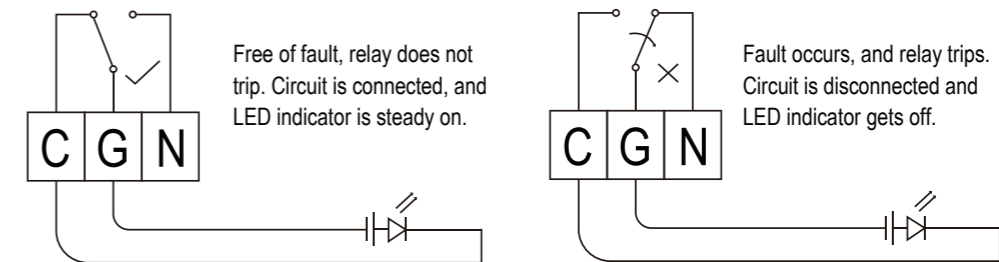 Free of fault, relay does not
trip. Circuit is connected, and
LED indicator is steady on.
C G N
Fault occurs, and relay trips.
Circuit is disconnected and
LED indicator gets off.
C G N